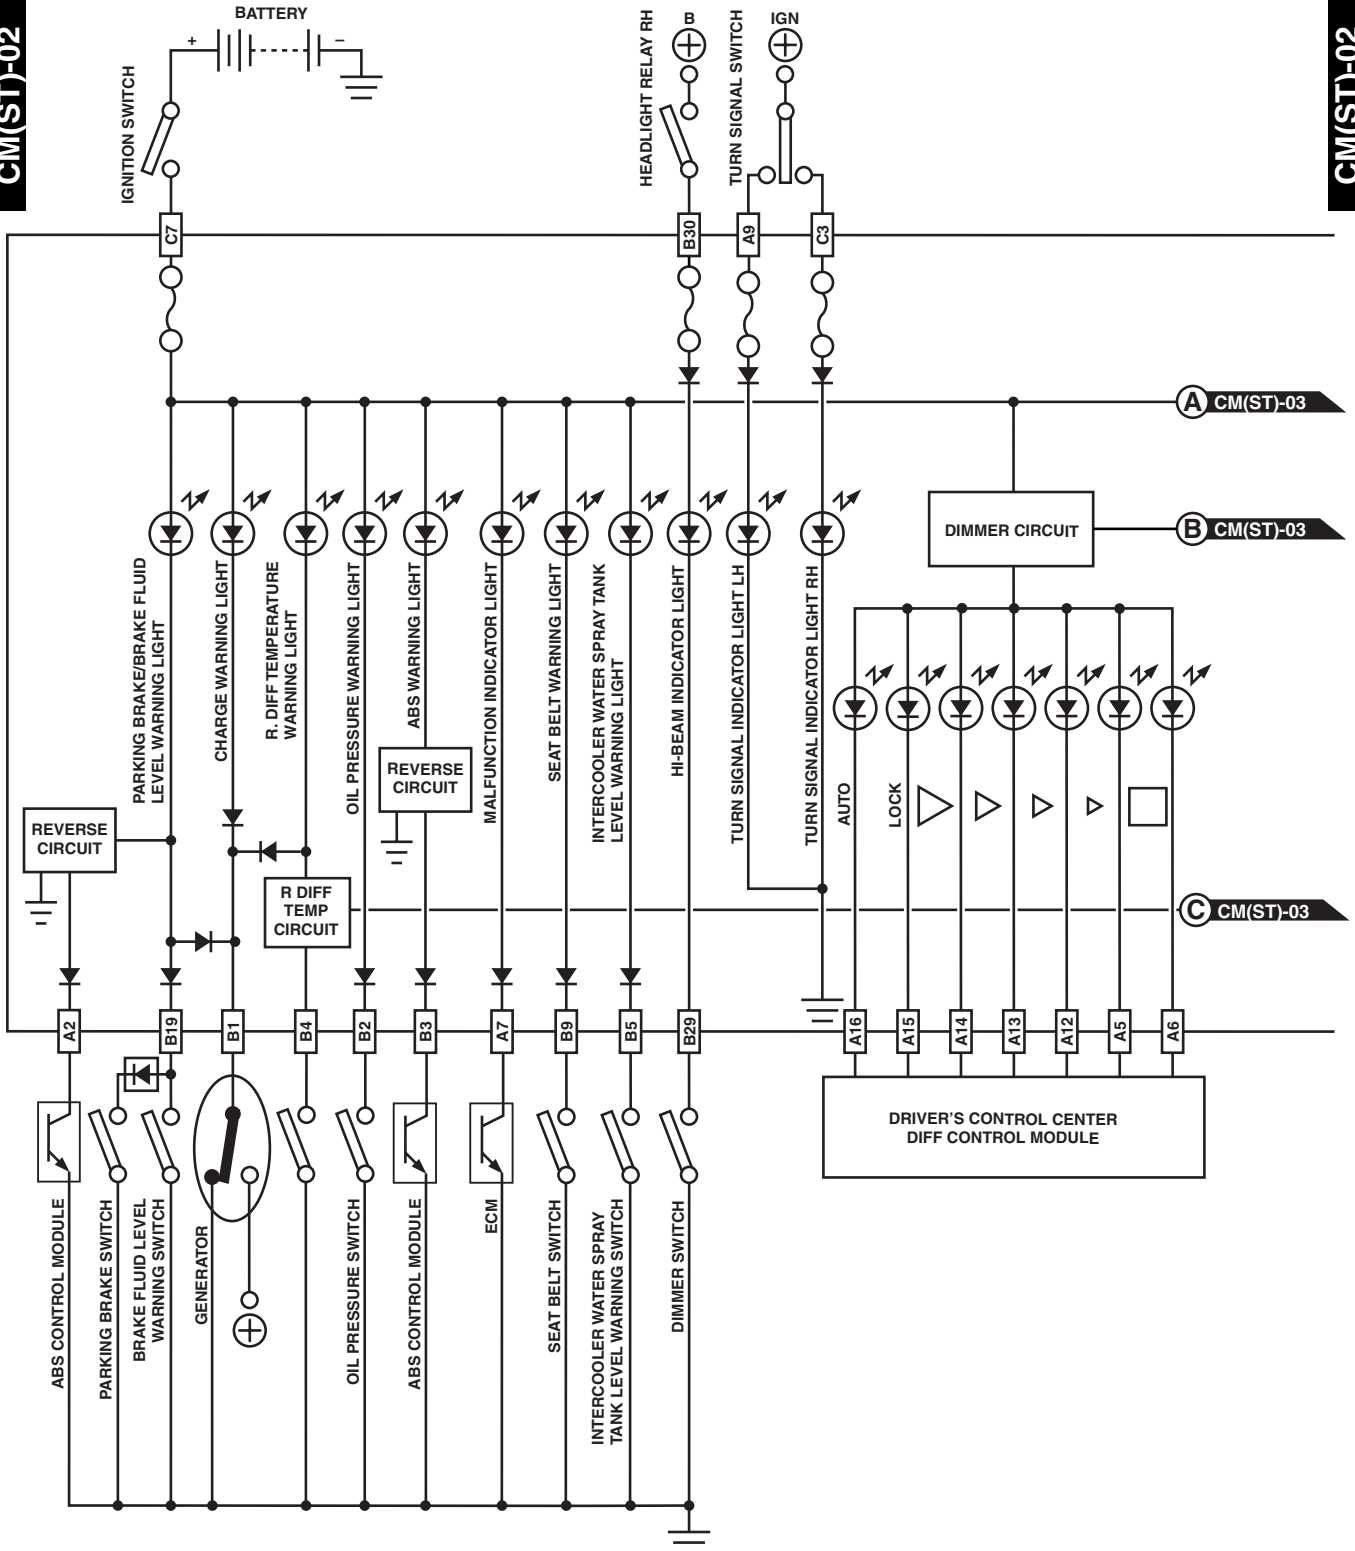 CM(ST)-02
CM(ST)-02
BATTERY
+
–
IGNITION SWITCH
HEADLIGHT RELAY RH
B
TURN SIGNAL SWITCH
IGN
C7
B30
A9
C3
A CM(ST)-03
DIMMER CIRCUIT
B CM(ST)-03
PARKING BRAKE/BRAKE FLUID
LEVEL WARNING LIGHT
CHARGE WARNING LIGHT
R. DIFF TEMPERATURE
WARNING LIGHT
OIL PRESSURE WARNING LIGHT
ABS WARNING LIGHT
MALFUNCTION INDICATOR LIGHT
SEAT BELT WARNING LIGHT
INTERCOOLER WATER SPRAY TANK
LEVEL WARNING LIGHT
HI-BEAM INDICATOR LIGHT
TURN SIGNAL INDICATOR LIGHT LH
TURN SIGNAL INDICATOR LIGHT RH
AUTO
LOCK
REVERSE
CIRCUIT
REVERSE
CIRCUIT
R DIFF
TEMP
CIRCUIT
C CM(ST)-03
A2
B19
B1
B4
B2
B3
A7
B9
B5
B29
A16
A15
A14
A13
A12
A5
A6
DRIVER'S CONTROL CENTER
DIFF CONTROL MODULE
ABS CONTROL MODULE
PARKING BRAKE SWITCH
BRAKE FLUID LEVEL
WARNING SWITCH
GENERATOR
OIL PRESSURE SWITCH
ABS CONTROL MODULE
ECM
SEAT BELT SWITCH
INTERCOOLER WATER SPRAY
TANK LEVEL WARNING SWITCH
DIMMER SWITCH